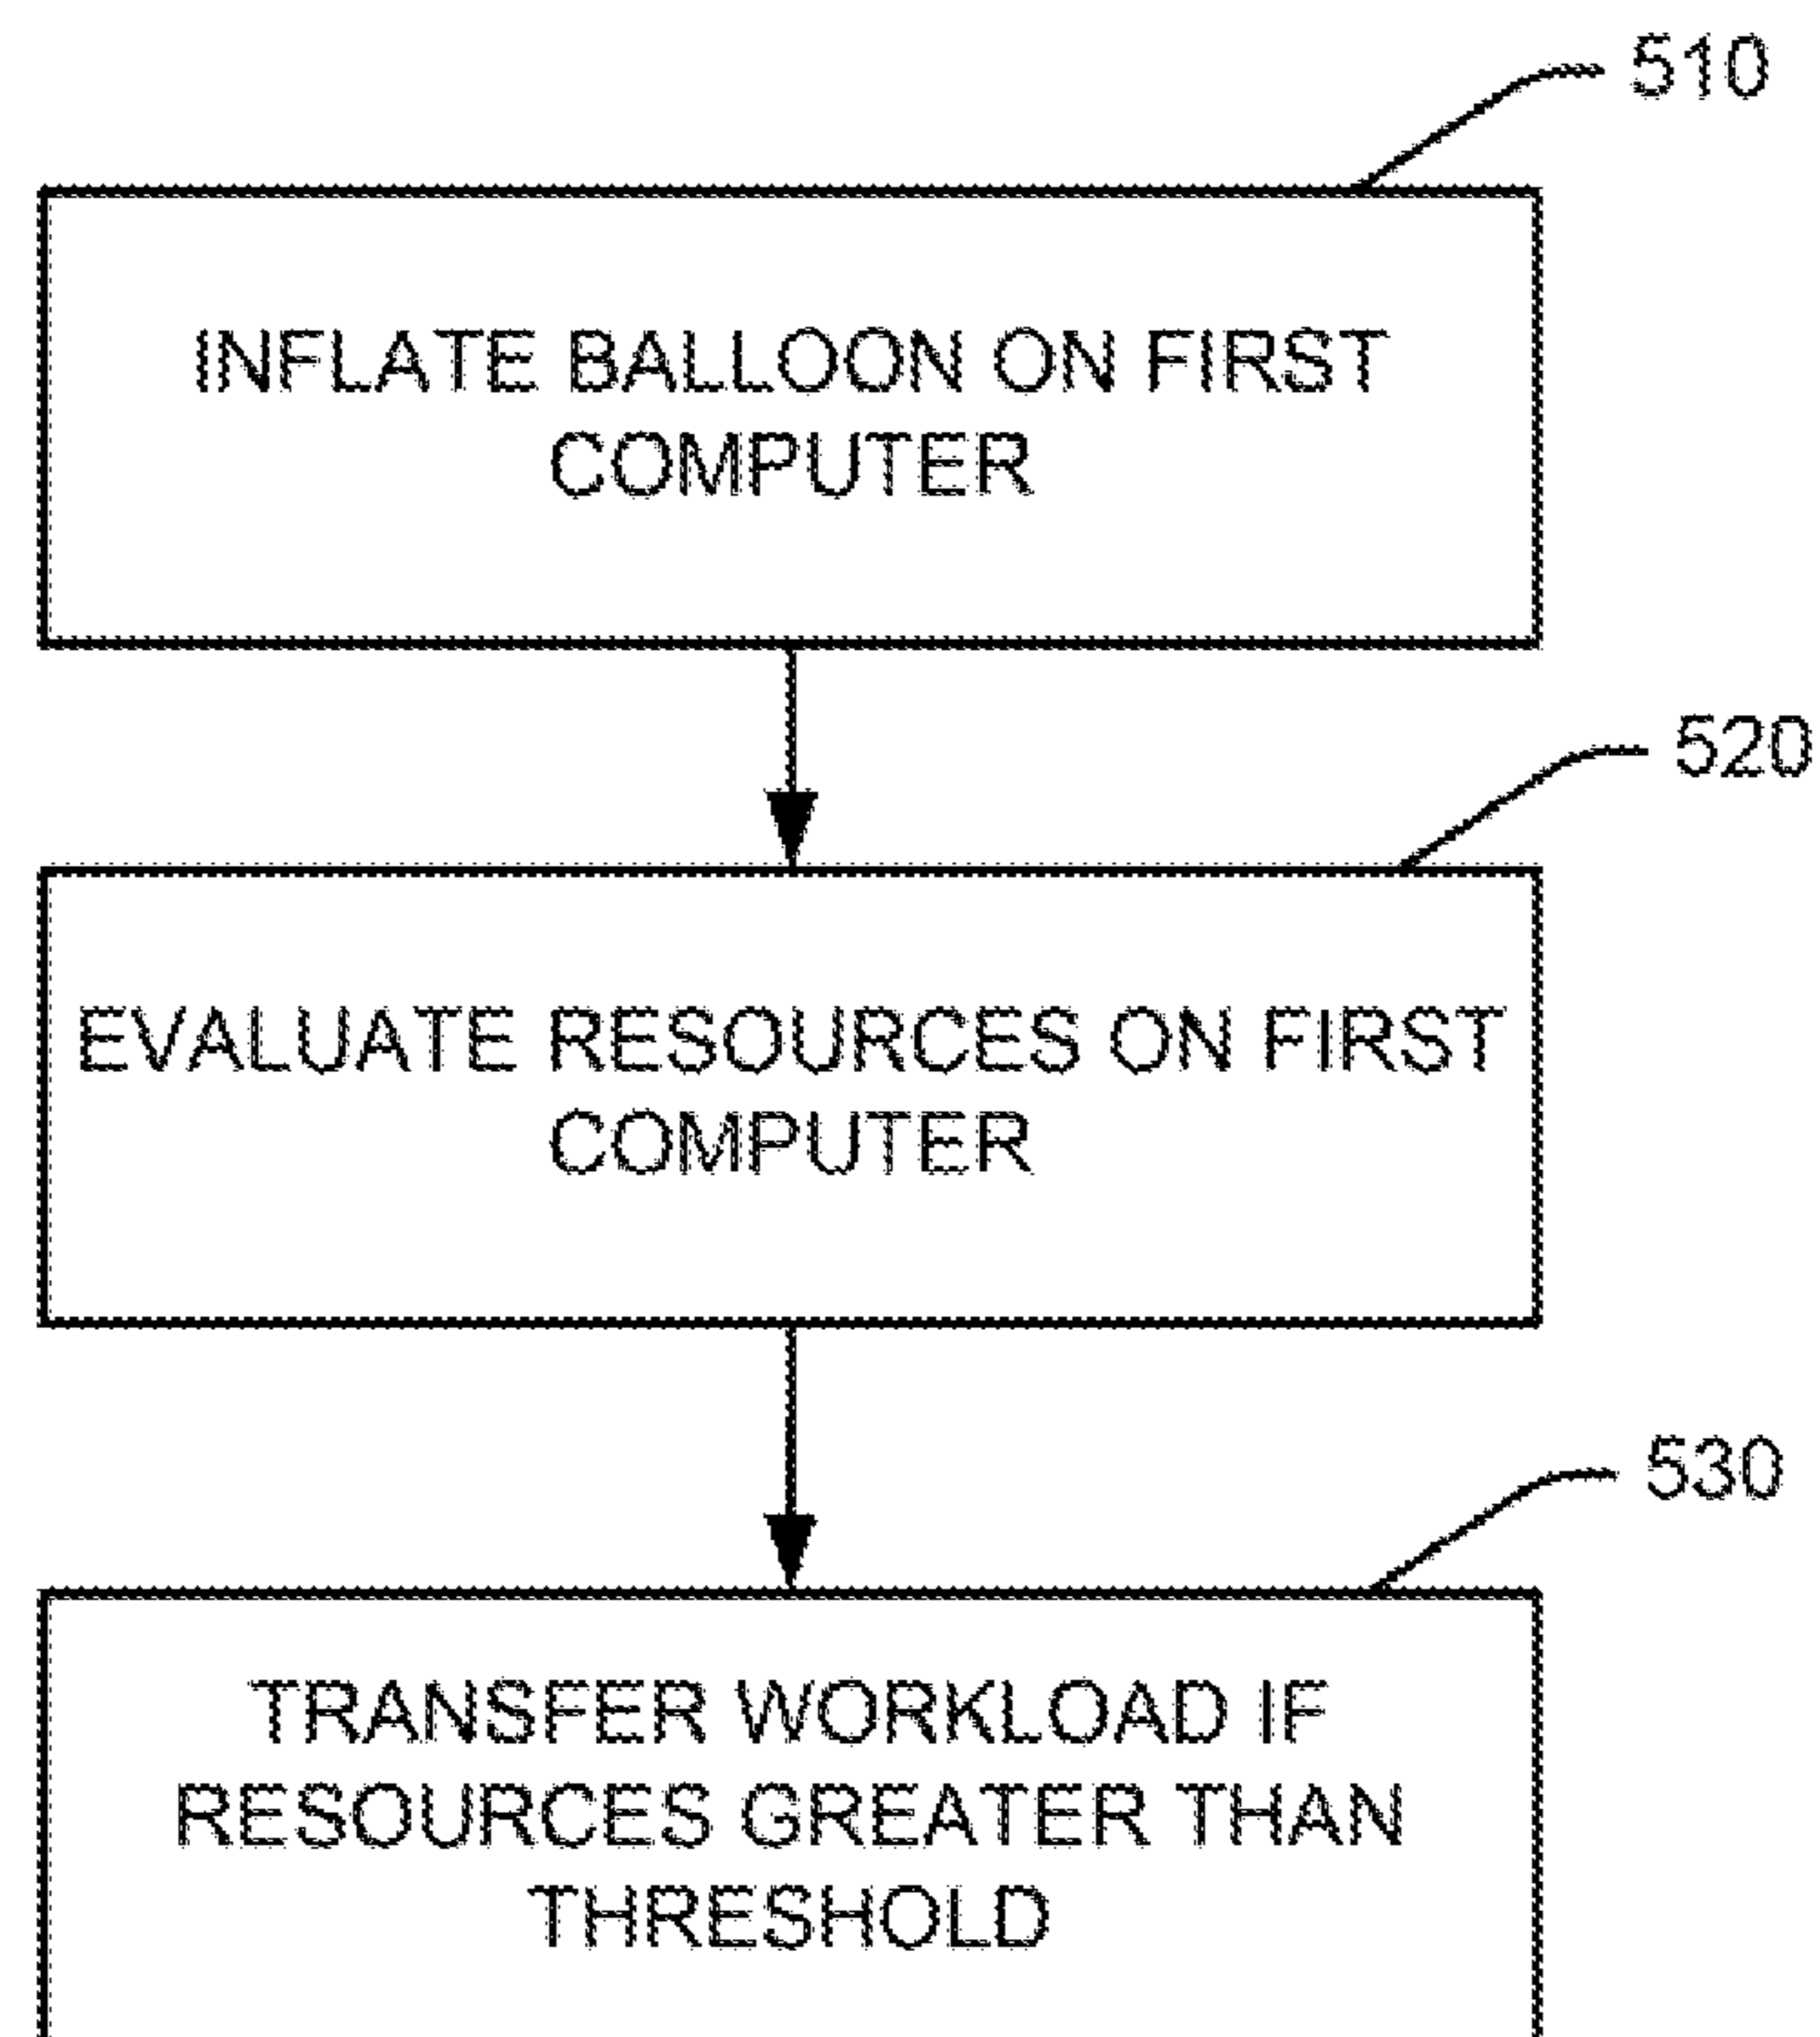 510
INFLATE BALLOON ON FIRST
COMPUTER
520
EVALUATE RESOURCES ON FIRST
COMPUTER
530
TRANSFER WORKLOAD IF
RESOURCES GREATER THAN
THRESHOLD